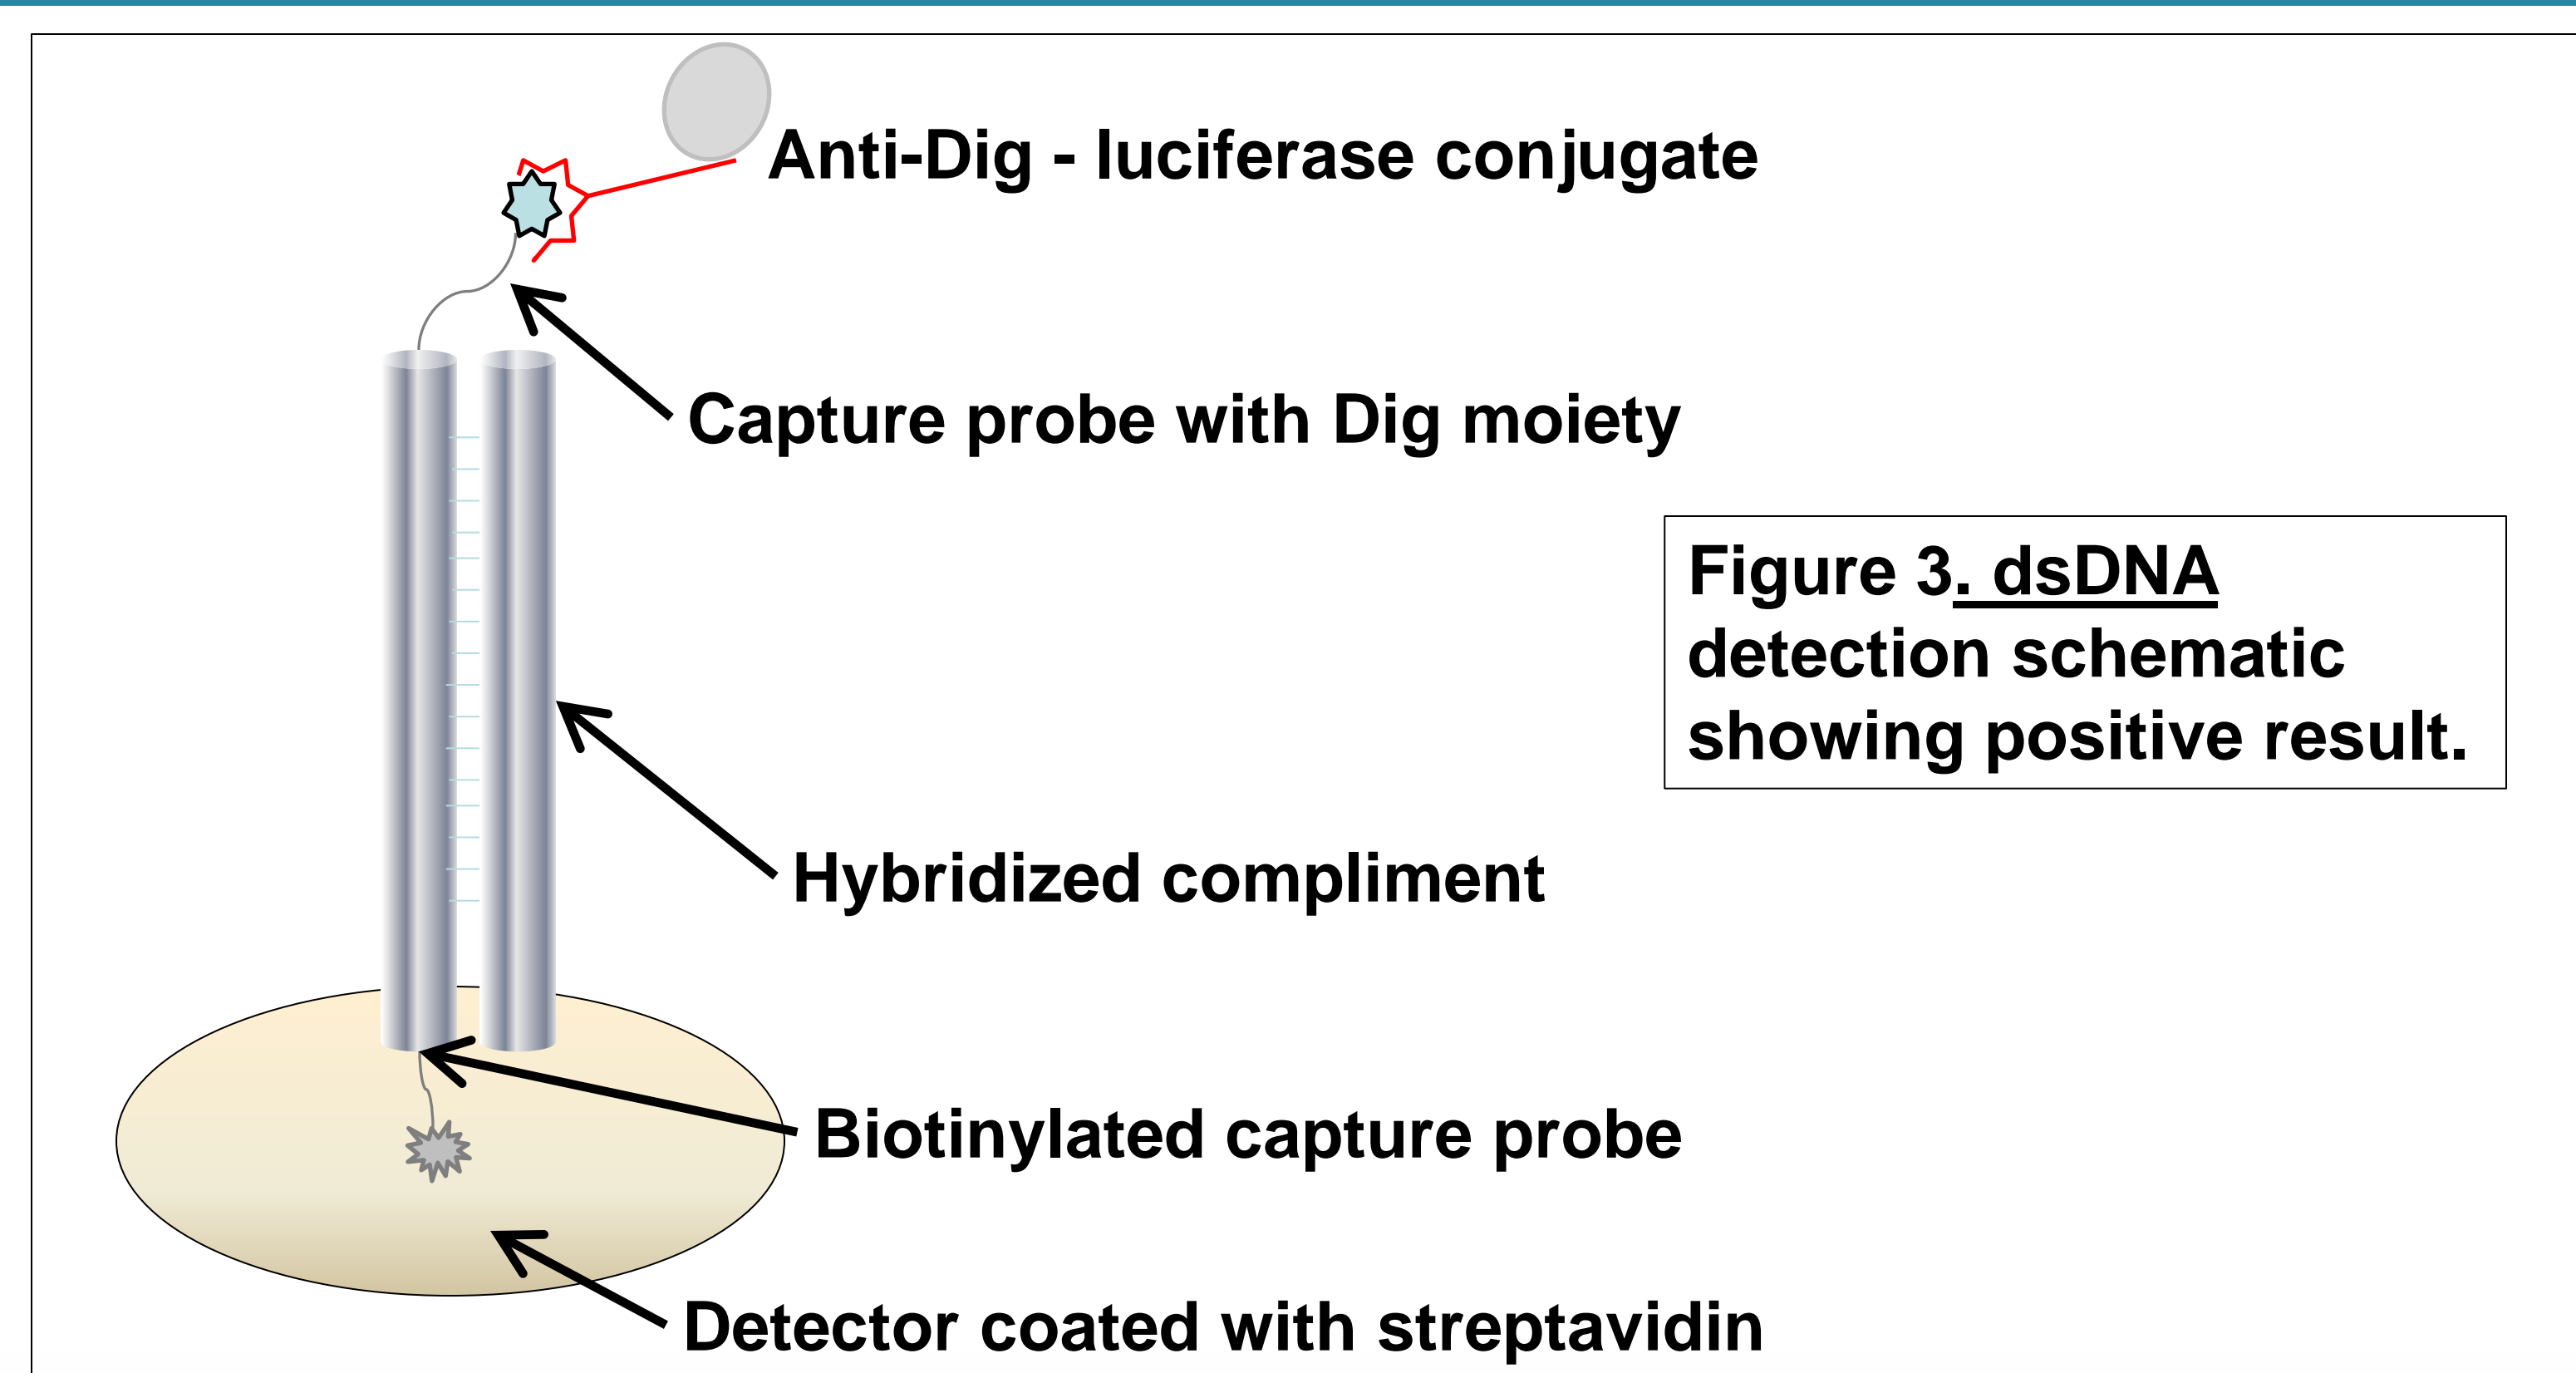 Anti-Dig - luciferase conjugate
Capture probe with Dig moiety
Figure 3. dsDNA
detection schematic
showing positive result.
Hybridized compliment
Biotinylated capture probe
Detector coated with streptavidin